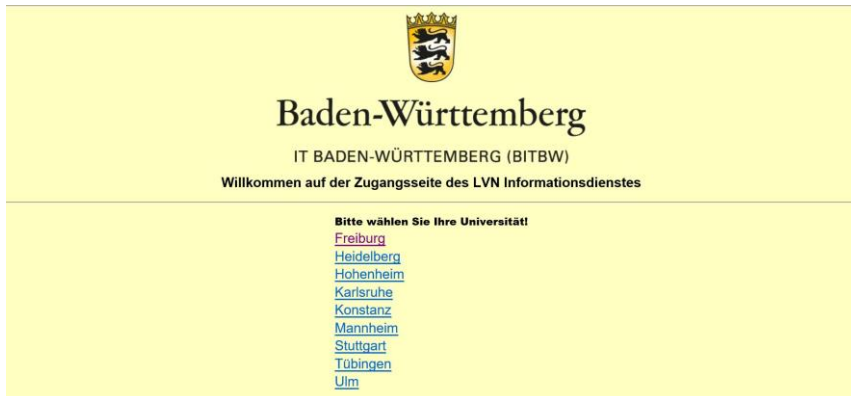 Baden-Württemberg
IT BADEN-WÜRTTEMBERG (BITBW)
Willkommen auf der Zugangsseite des LVN Informationsdienstes
Bitte wählen Sie Ihre Universität!
Freiburg
Heidelberg
Hohenheim
Karlsruhe
Konstanz
Mannheim
Stuttgart
Tübingen
Ulm